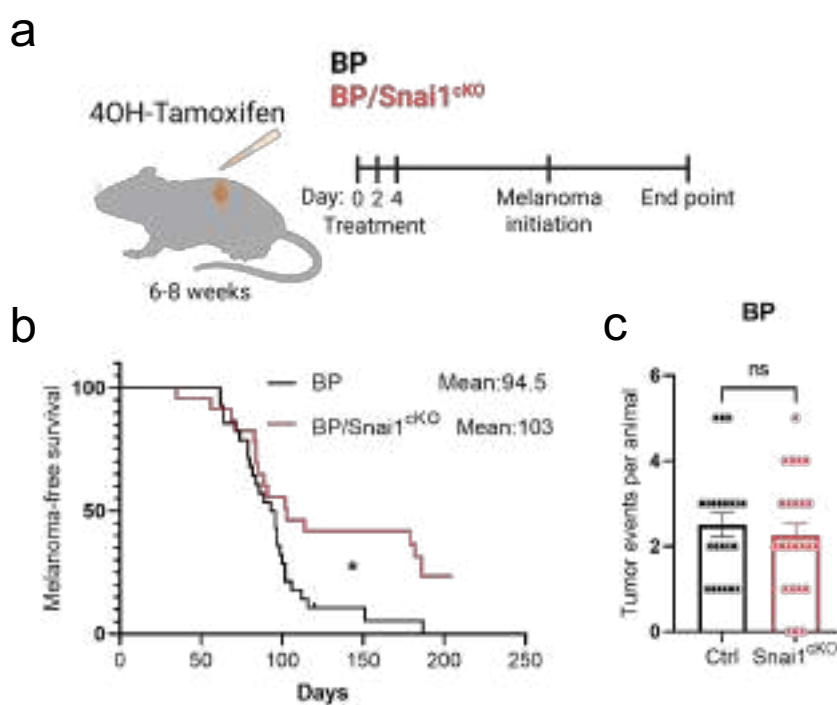 a
BP
BP/Snai1cKO
4OH-Tamoxifen
Day: 0 2 4
Treatment
Melanoma
initiation
End point
6-8 weeks
b
Melanoma-free survival
100
50
0
BP Mean:94.5
BP/Snai1cKO Mean:103
*
0 50 100 150 200 250
Days
c
BP
ns
Tumor events per animal
6
4
2
0
Ctrl Snai1cKO